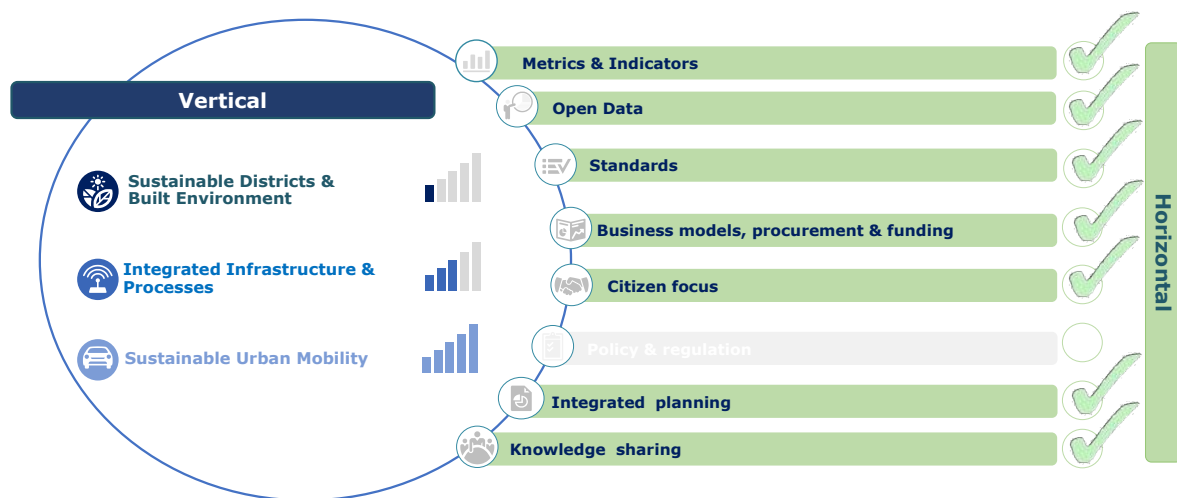 Vertical
Sustainable Districts &
Built Environment
Integrated Infrastructure &
Processes
Sustainable Urban Mobility
Metrics & Indicators
Open Data
Standards
Business models, procurement & funding
Citizen focus
Policy & regulation
Integrated planning
Knowledge sharing
Horizontal